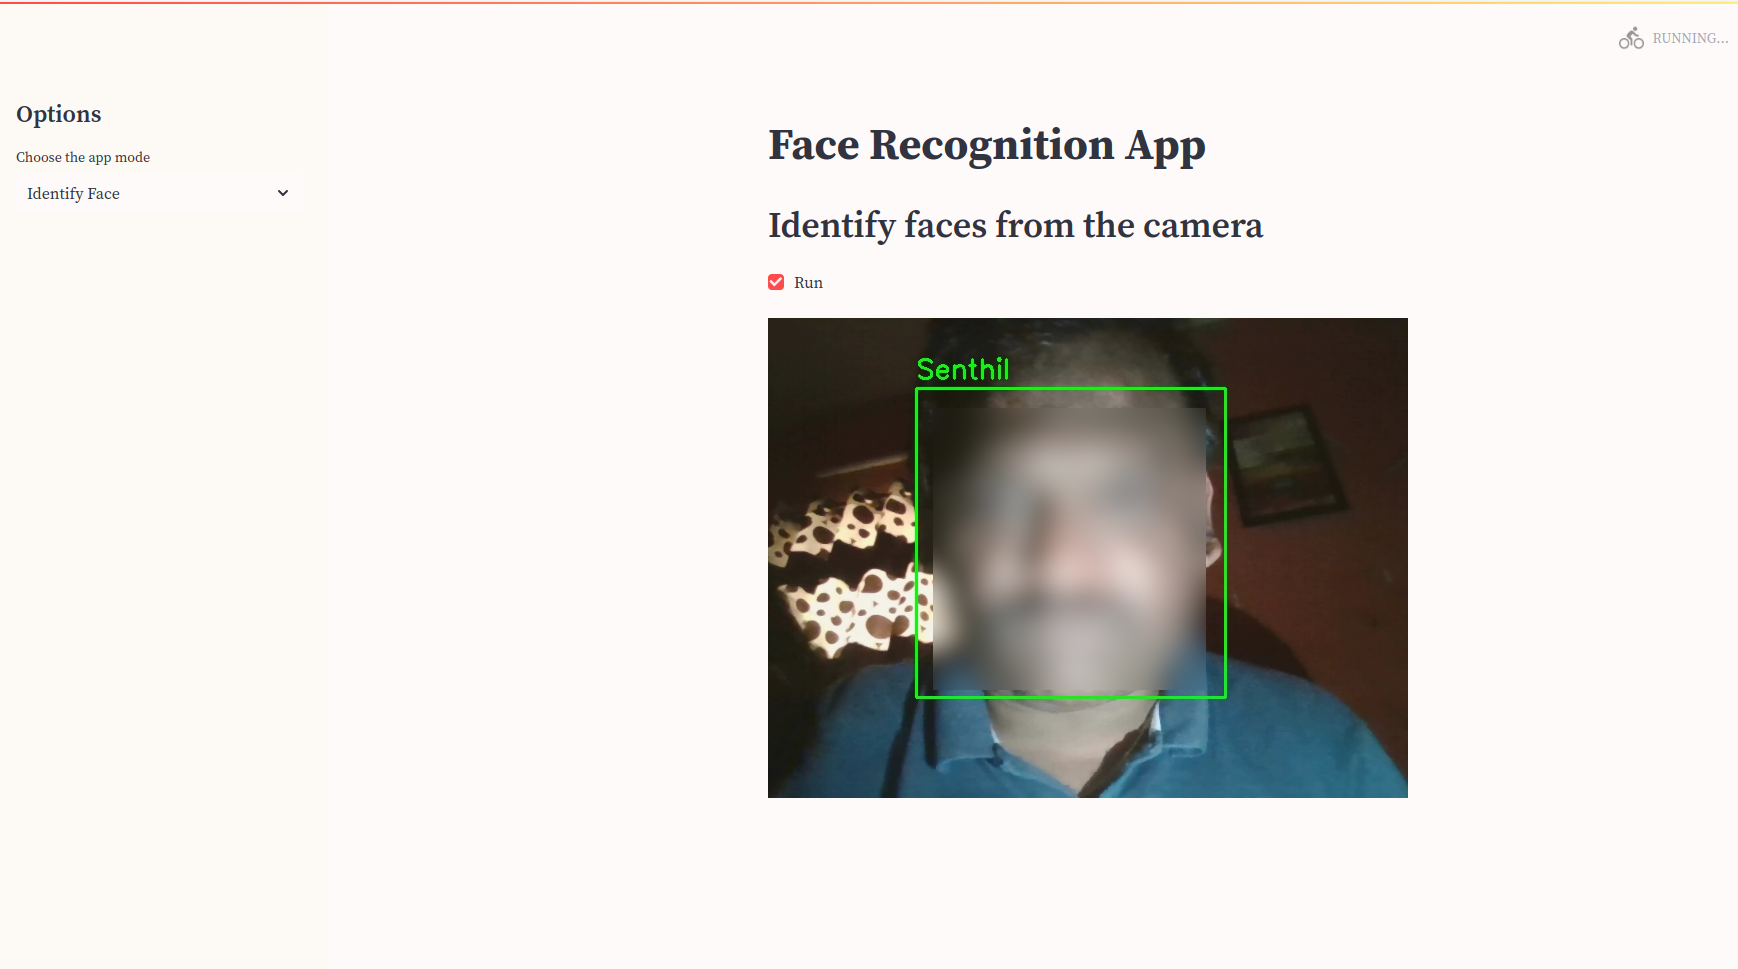 RUNNING...
Options
Choose the app mode
Identify Face
Face Recognition App
Identify faces from the camera
Run
Senthil